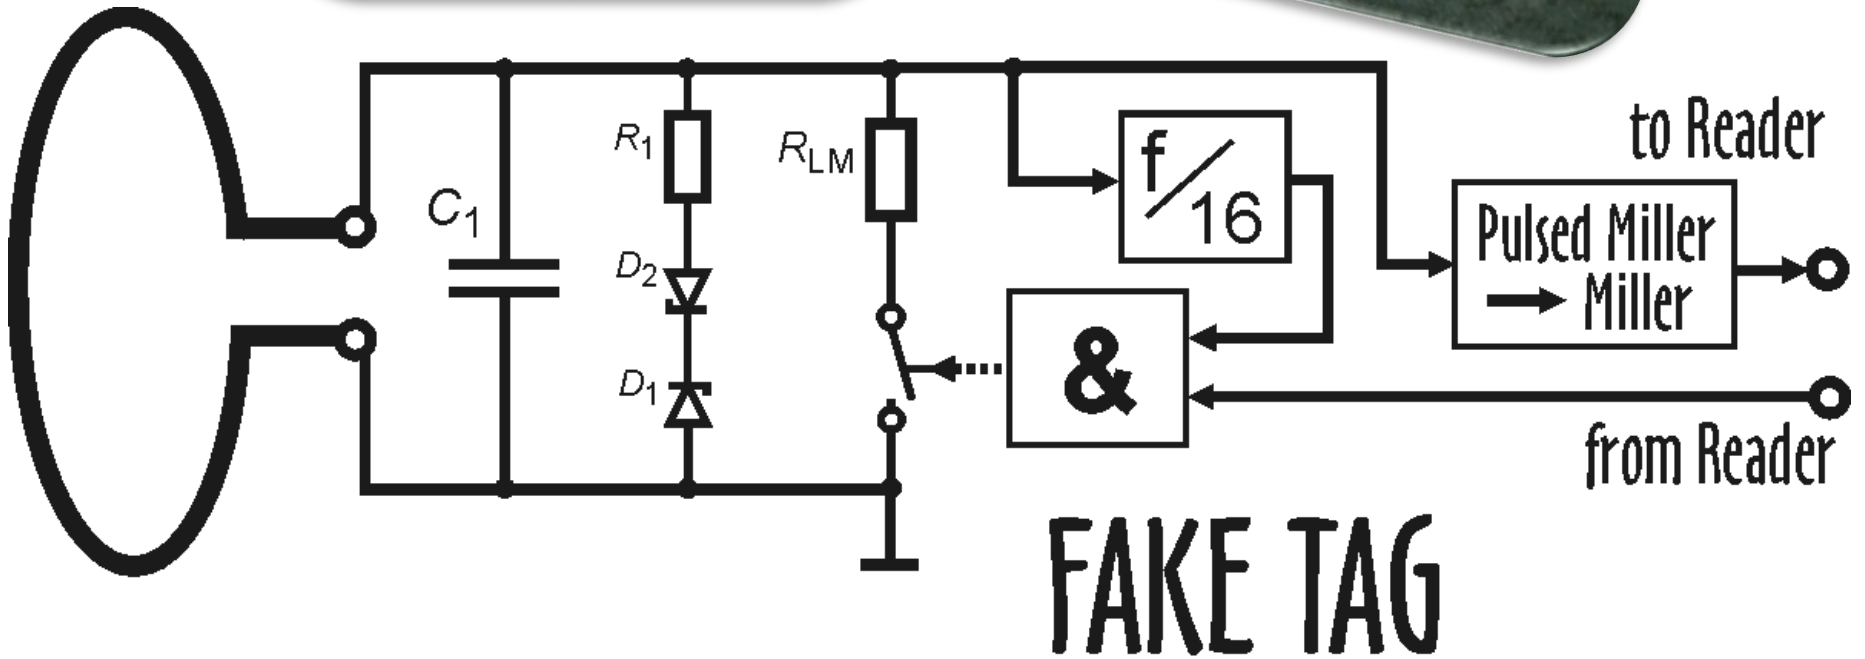 to Reader
R1
RLM
f/16
C1
Pulsed Miller
→ Miller
D2
D1
&
from Reader
FAKE TAG